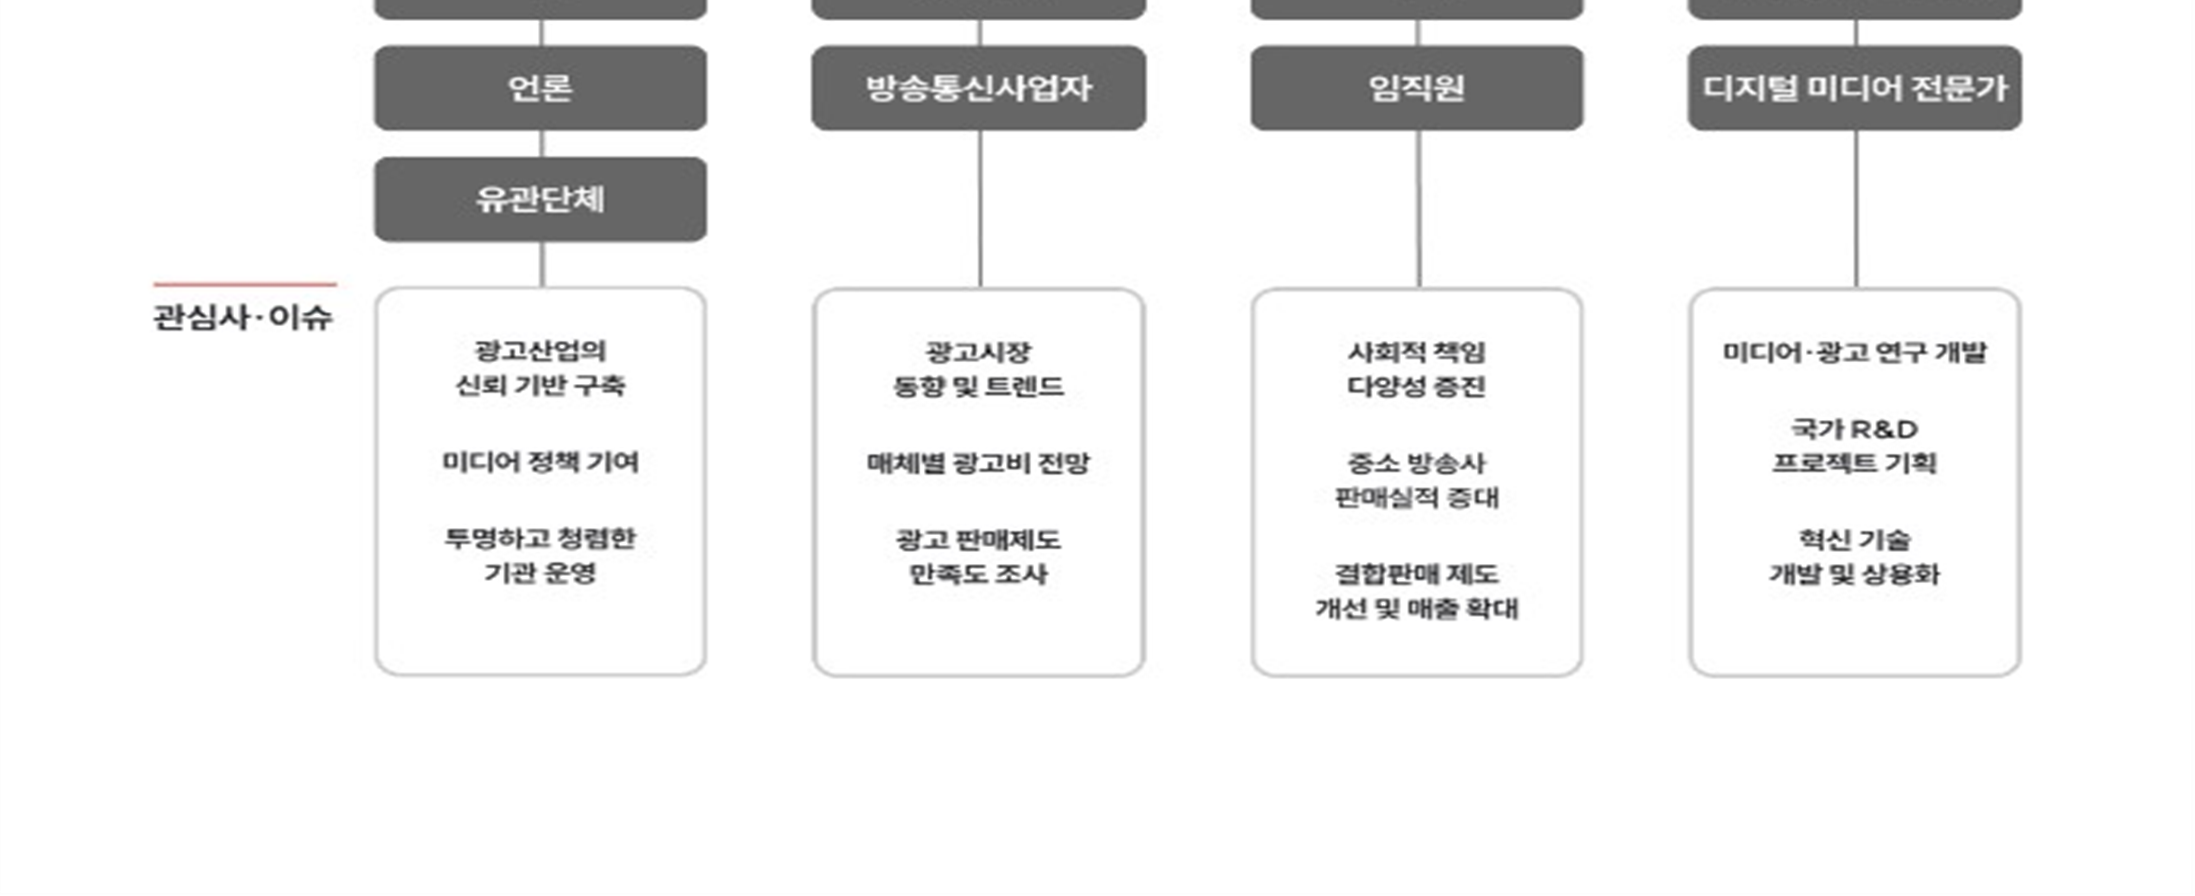 언론
방송통신사업자
임직원
디지털 미디어 전문가
유관단체
관심사·이슈
광고산업의
신뢰 기반 구축
미디어 정책 기여
투명하고 청렴한
기관 운영
광고시장
동향 및 트렌드
매체별 광고비 전망
광고 판매제도
만족도 조사
사회적 책임
다양성 증진
중소 방송사
판매실적 증대
결합판매 제도
개선 및 매출 확대
미디어·광고 연구 개발
국가 R&D
프로젝트 기획
혁신 기술
개발 및 상용화